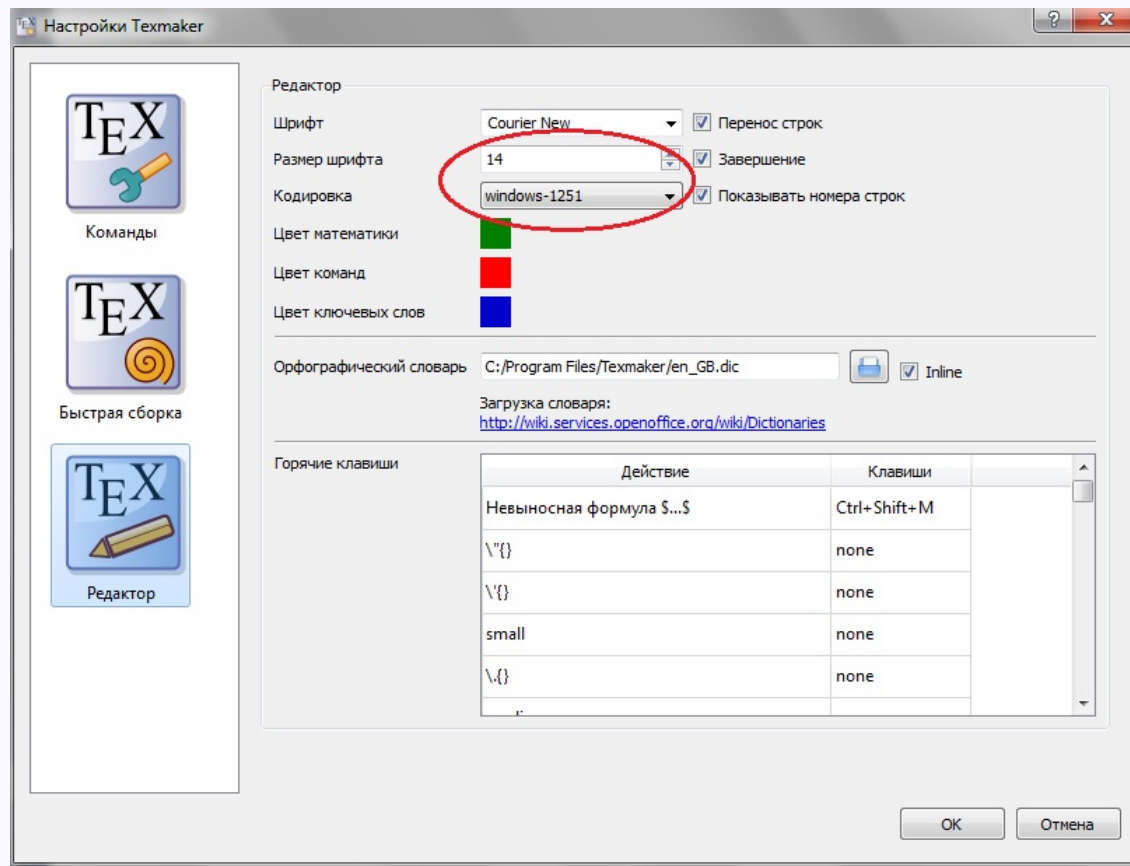 Настройки Texmaker
TEX
Команды
TEX
Быстрая сборка
TEX
Редактор
Редактор
Шрифт Courier New Перенос строк
Размер шрифта 14 Завершение
Кодировка windows-1251 Показывать номера строк
Цвет математики
Цвет команд
Цвет ключевых слов
Орфографический словарь C:/Program Files/Texmaker/en_GB.dic Inline
Загрузка словаря:
http://wiki.services.openoffice.org/wiki/Dictionaries
Горячие клавиши Действие Клавиши
Невыносная формула $...$ Ctrl+Shift+M
\"{} none
\'{} none
small none
\.{} none
OK Отмена